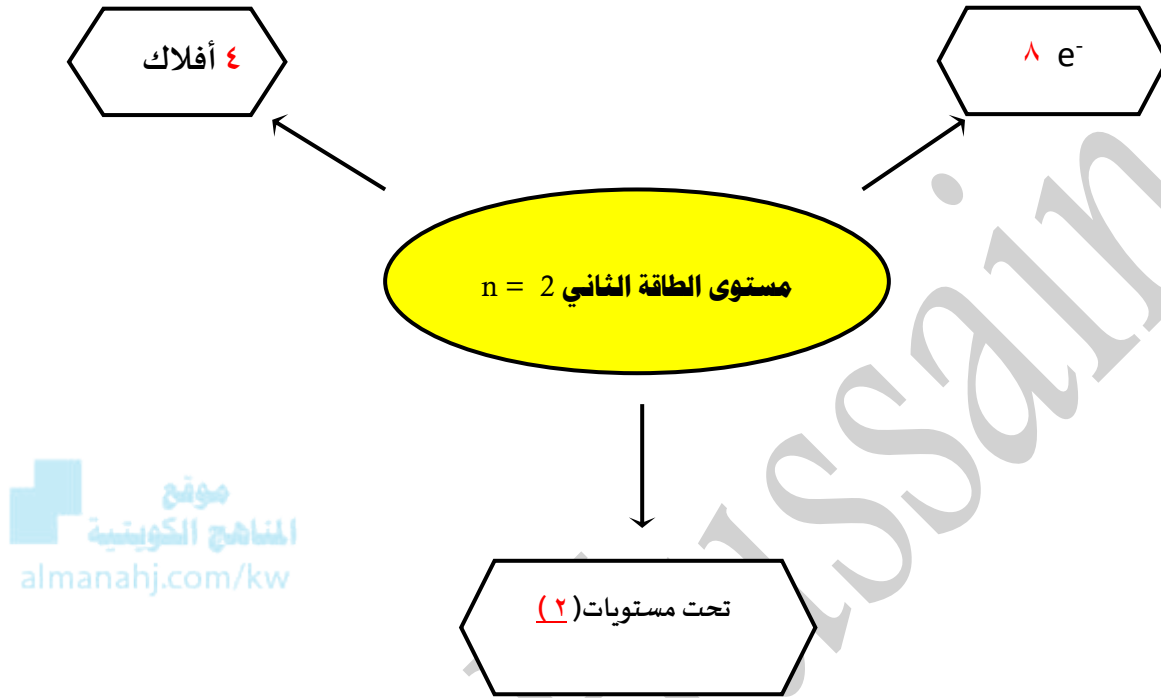 ٤ أفلاك
٨ e⁻
مستوى الطاقة الثاني n = 2
موقع
المناهج الكويتية
almanahj.com/kw
تحت مستويات(٢)